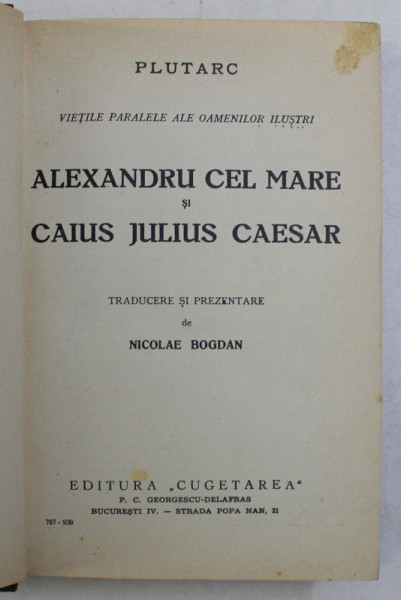 PLUTARC
VIEȚILE PARALELE ALE OAMENILOR ILUȘTRI
ALEXANDRU CEL MARE
ȘI
CAIUS JULIUS CAESAR
TRADUCERE ȘI PREZENTARE
de
NICOLAE BOGDAN
EDITURA „CUGETAREA"
P. C. GEORGESCU-DELAFRAS
BUCUREȘTI IV. — STRADA POPA NAN, 21
767-939